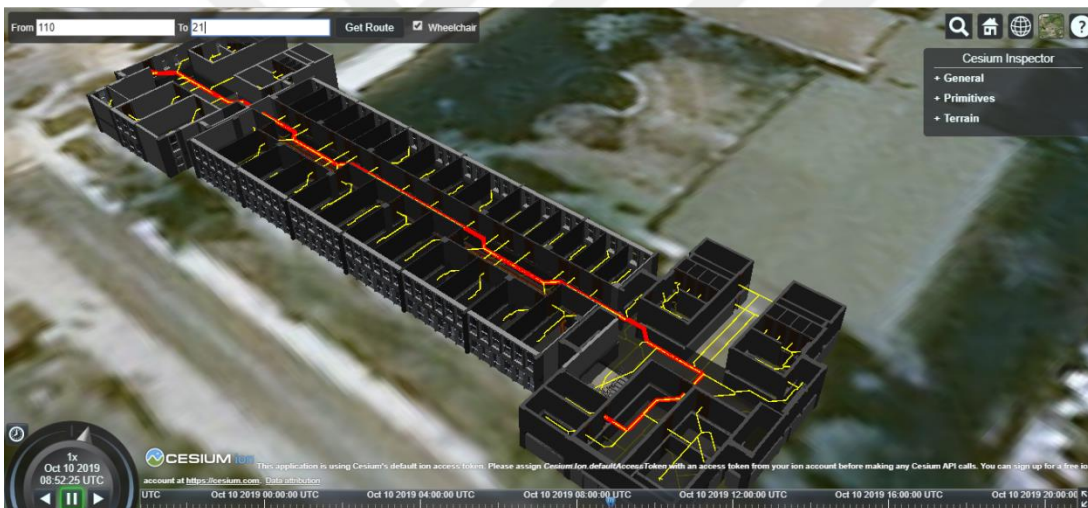 From 110 To 21 Get Route Wheelchair
?
Cesium Inspector
+ General
+ Primitives
+ Terrain
1x
Oct 10 2019
08:52:25 UTC
CESIUM ion
This application is using Cesium's default ion access token. Please assign Cesium.Ion.defaultAccessToken with an access token from your ion account before making any Cesium API calls. You can sign up for a free io
account at https://cesium.com. Data attribution
UTC Oct 10 2019 00:00:00 UTC Oct 10 2019 04:00:00 UTC Oct 10 2019 08:00:00 UTC Oct 10 2019 12:00:00 UTC Oct 10 2019 16:00:00 UTC Oct 10 2019 20:00:00